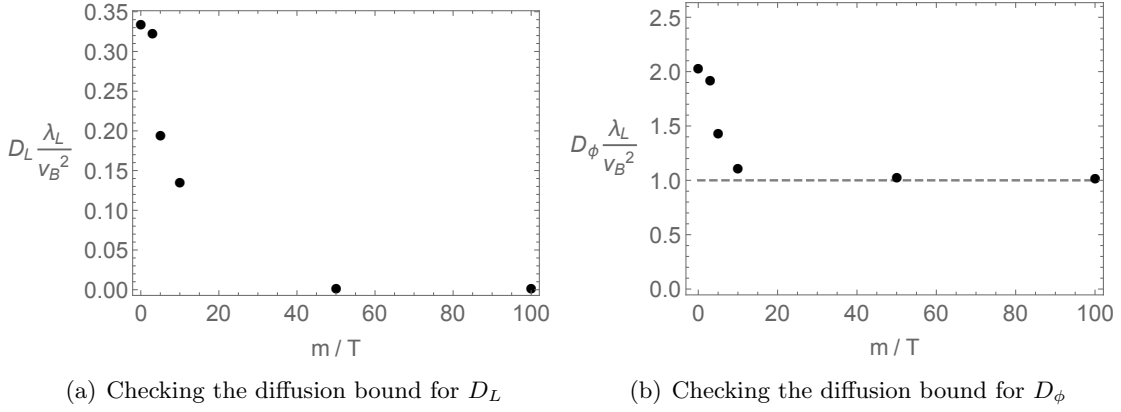 0.35
0.30
0.25
0.20
0.15
0.10
0.05
0.00
D_L λ_L / v_B^2
0 20 40 60 80 100
m / T
(a) Checking the diffusion bound for D_L
2.5
2.0
1.5
1.0
0.5
0.0
D_ϕ λ_L / v_B^2
0 20 40 60 80 100
m / T
(b) Checking the diffusion bound for D_ϕ